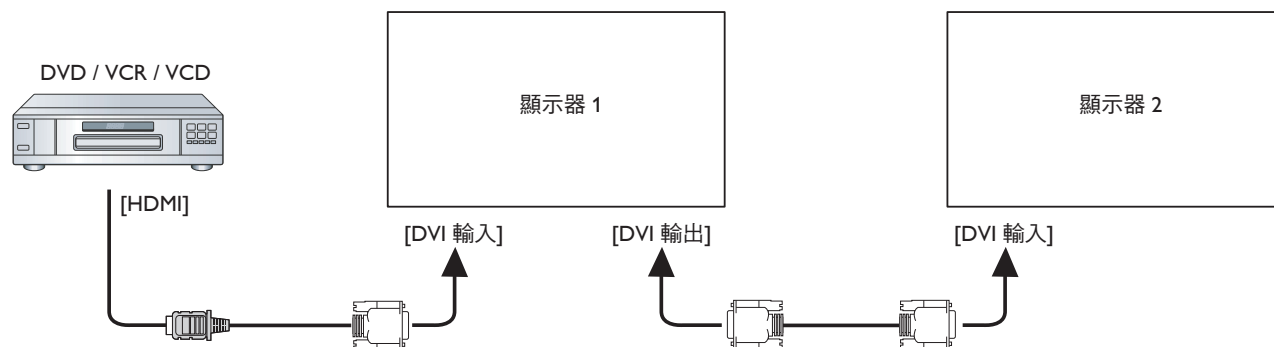 DVD / VCR / VCD
顯示器 1
顯示器 2
[HDMI]
[DVI 輸入]
[DVI 輸出]
[DVI 輸入]